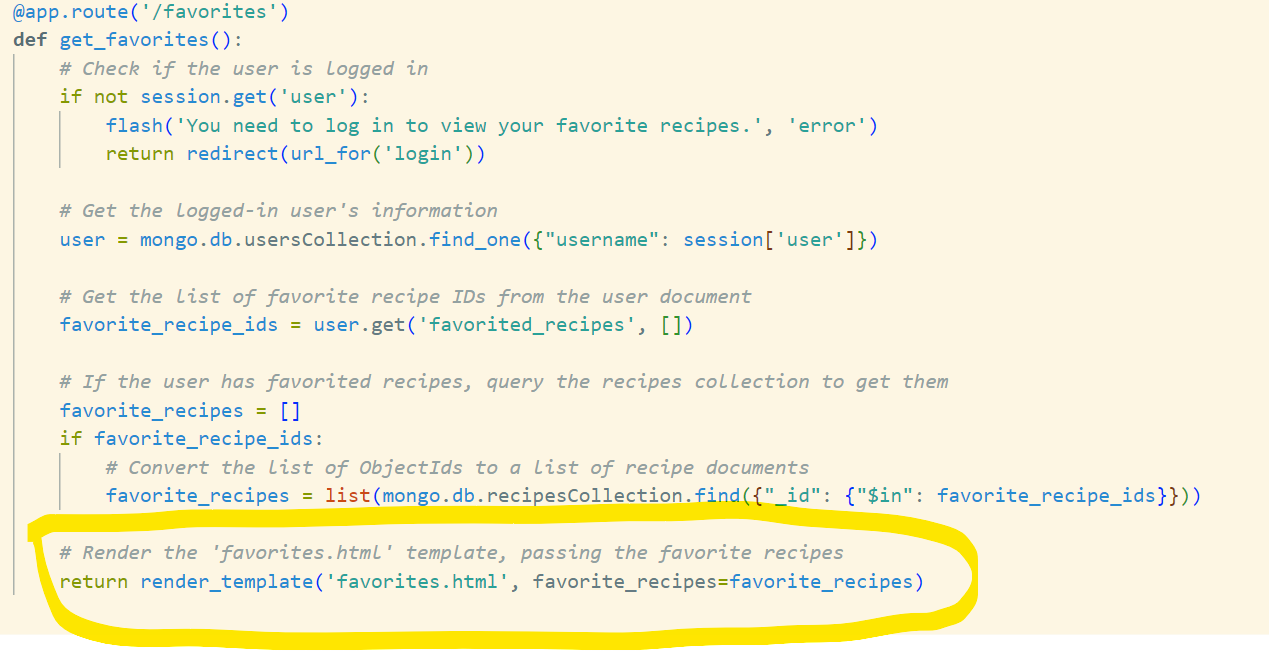 @app.route('/favorites')
def get_favorites():
    # Check if the user is logged in
    if not session.get('user'):
        flash('You need to log in to view your favorite recipes.', 'error')
        return redirect(url_for('login'))
    # Get the logged-in user's information
    user = mongo.db.usersCollection.find_one({"username": session['user']})
    # Get the list of favorite recipe IDs from the user document
    favorite_recipe_ids = user.get('favorited_recipes', [])
    # If the user has favorited recipes, query the recipes collection to get them
    favorite_recipes = []
    if favorite_recipe_ids:
        # Convert the list of ObjectIds to a list of recipe documents
        favorite_recipes = list(mongo.db.recipesCollection.find({"_id": {"$in": favorite_recipe_ids}}))
    # Render the 'favorites.html' template, passing the favorite recipes
    return render_template('favorites.html', favorite_recipes=favorite_recipes)